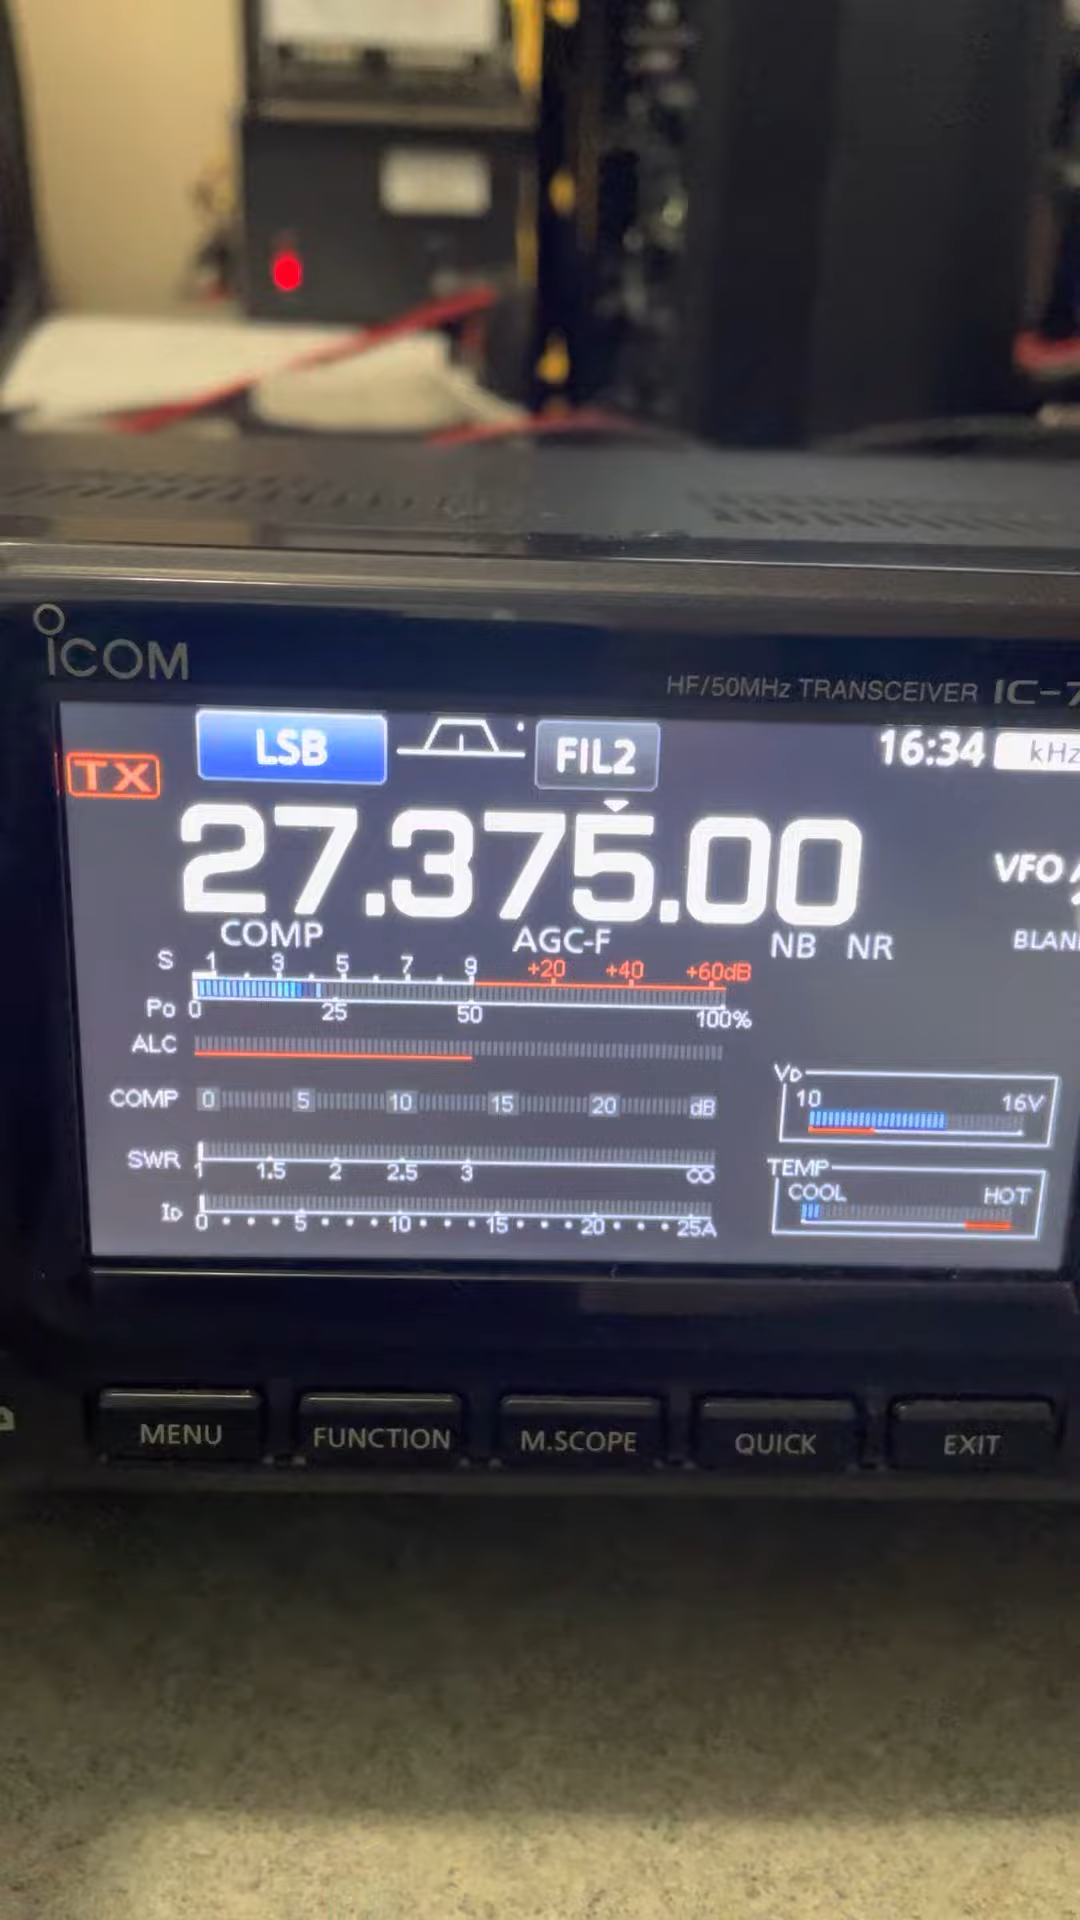 ICOM
HF/50MHz TRANSCEIVER IC-7
LSB FIL2 16:34 kHz
TX
27.375.00
VFO
COMP AGC-F NB NR BLAN
S 1 3 5 7 9 +20 +40 +60dB
Po 0 25 50 100%
ALC
COMP 0 5 10 15 20 dB
SWR 1 1.5 2 2.5 3 ∞
ID 0 5 10 15 20 25A
VD
10 16V
TEMP
COOL HOT
MENU FUNCTION M.SCOPE QUICK EXIT